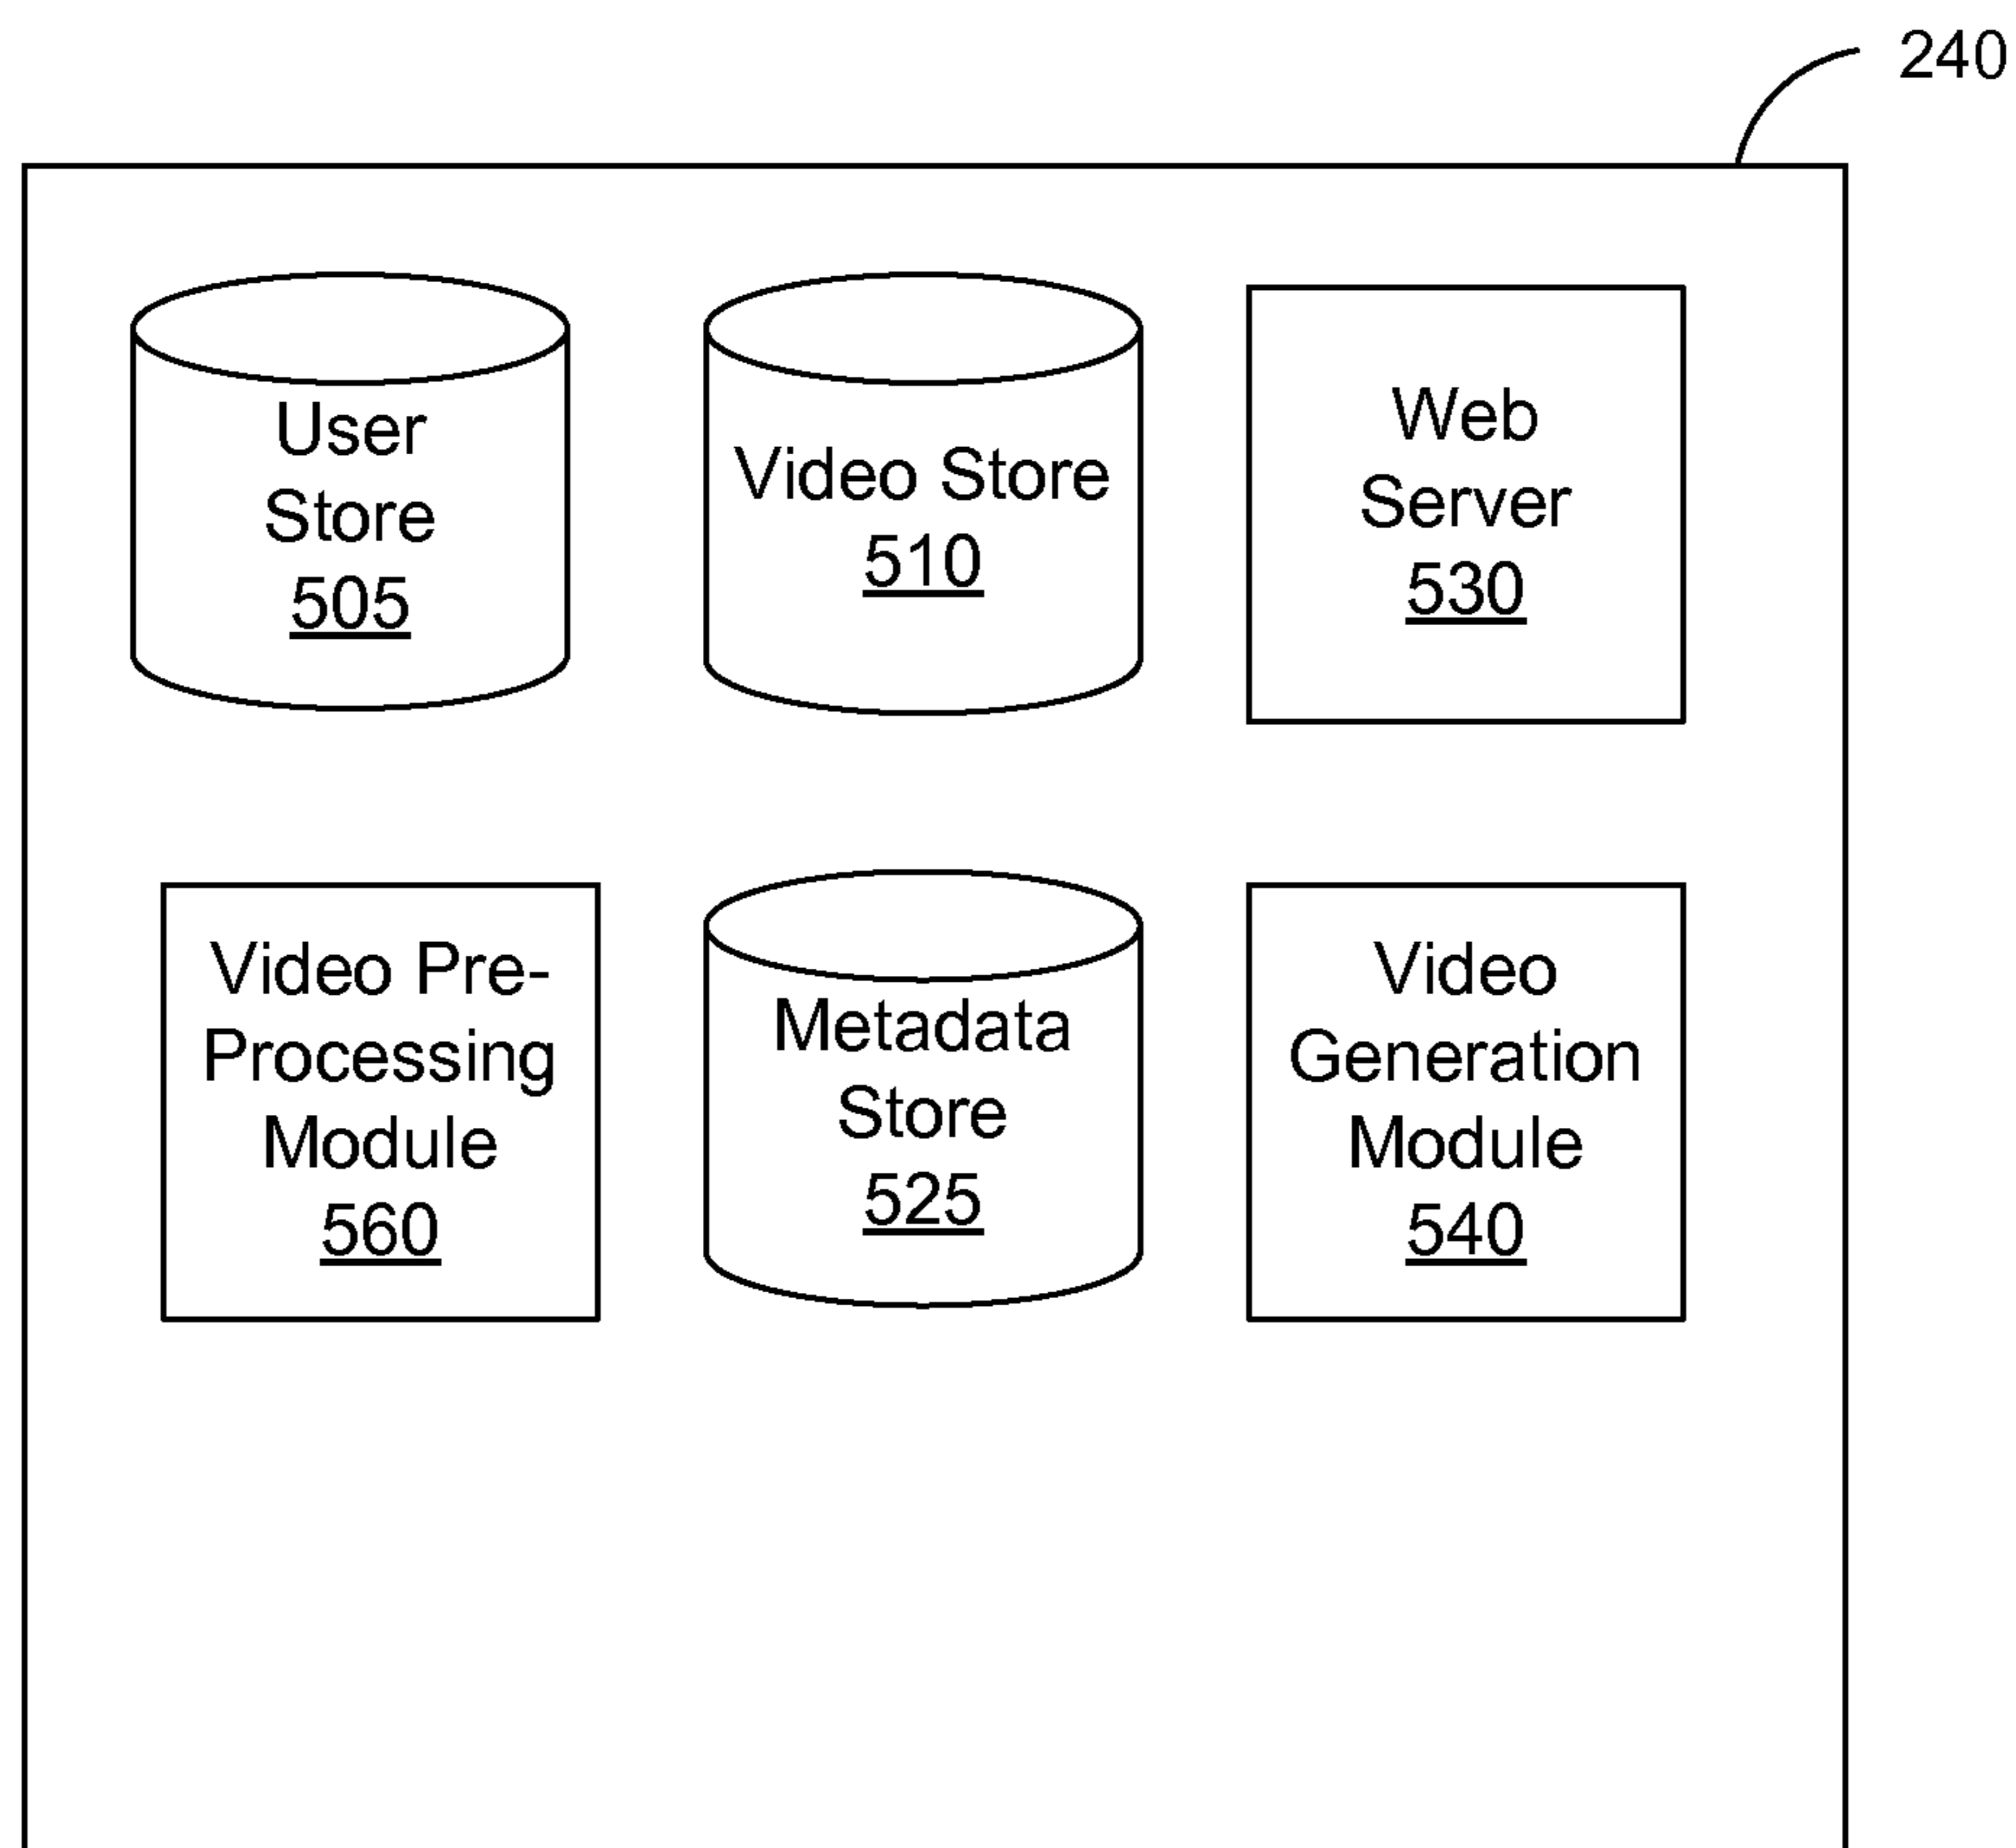 240
User
Store
505
Video Store
510
Web
Server
530
Video Pre-
Processing
Module
560
Metadata
Store
525
Video
Generation
Module
540